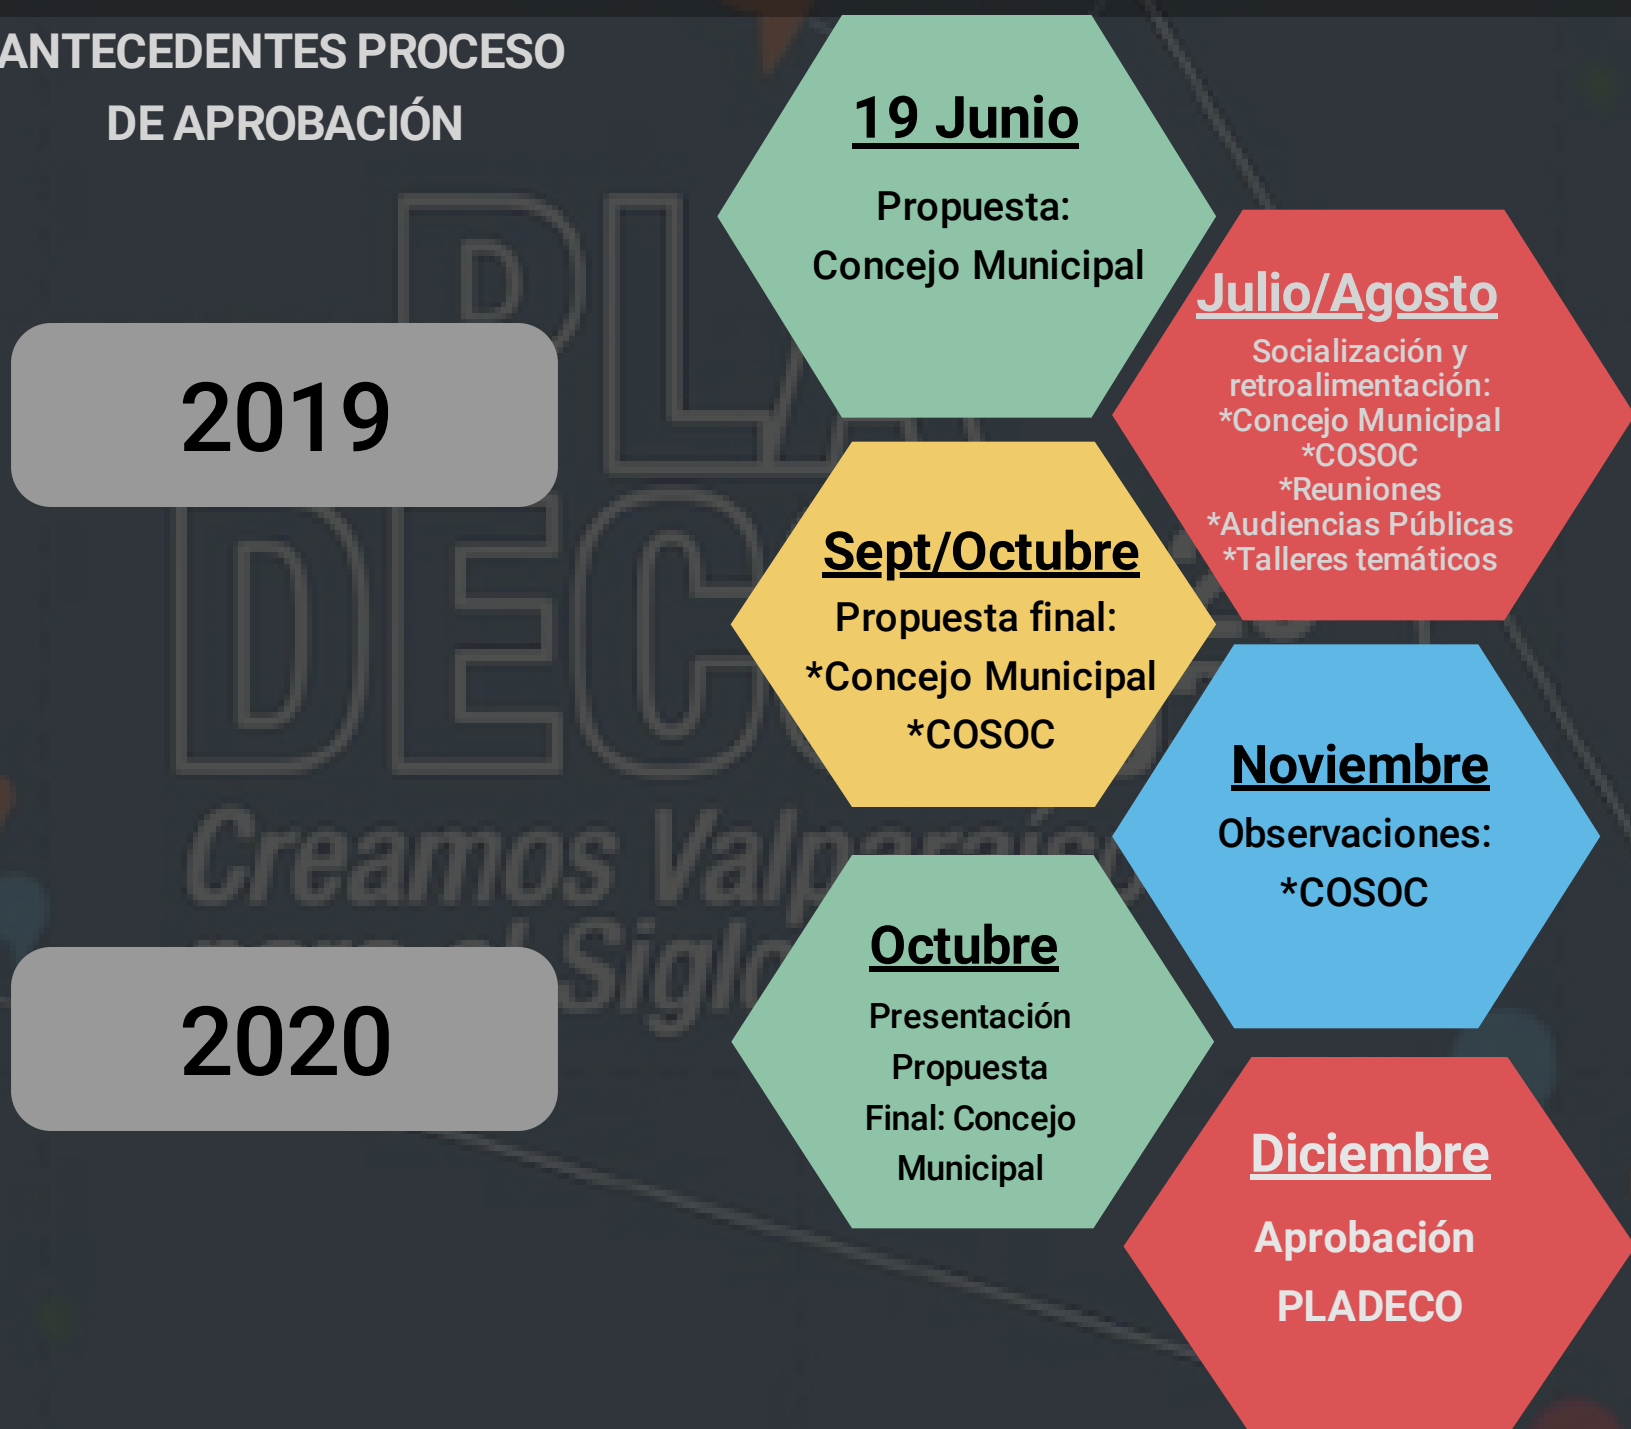 ANTECEDENTES PROCESO
DE APROBACIÓN
2019
19 Junio
Propuesta:
Concejo Municipal
Julio/Agosto
Socialización y
retroalimentación:
*Concejo Municipal
*COSOC
*Reuniones
*Audiencias Públicas
*Talleres temáticos
Sept/Octubre
Propuesta final:
*Concejo Municipal
*COSOC
Noviembre
Observaciones:
*COSOC
2020
Octubre
Presentación
Propuesta
Final: Concejo
Municipal
Diciembre
Aprobación
PLADECO
Creamos Valparaíso